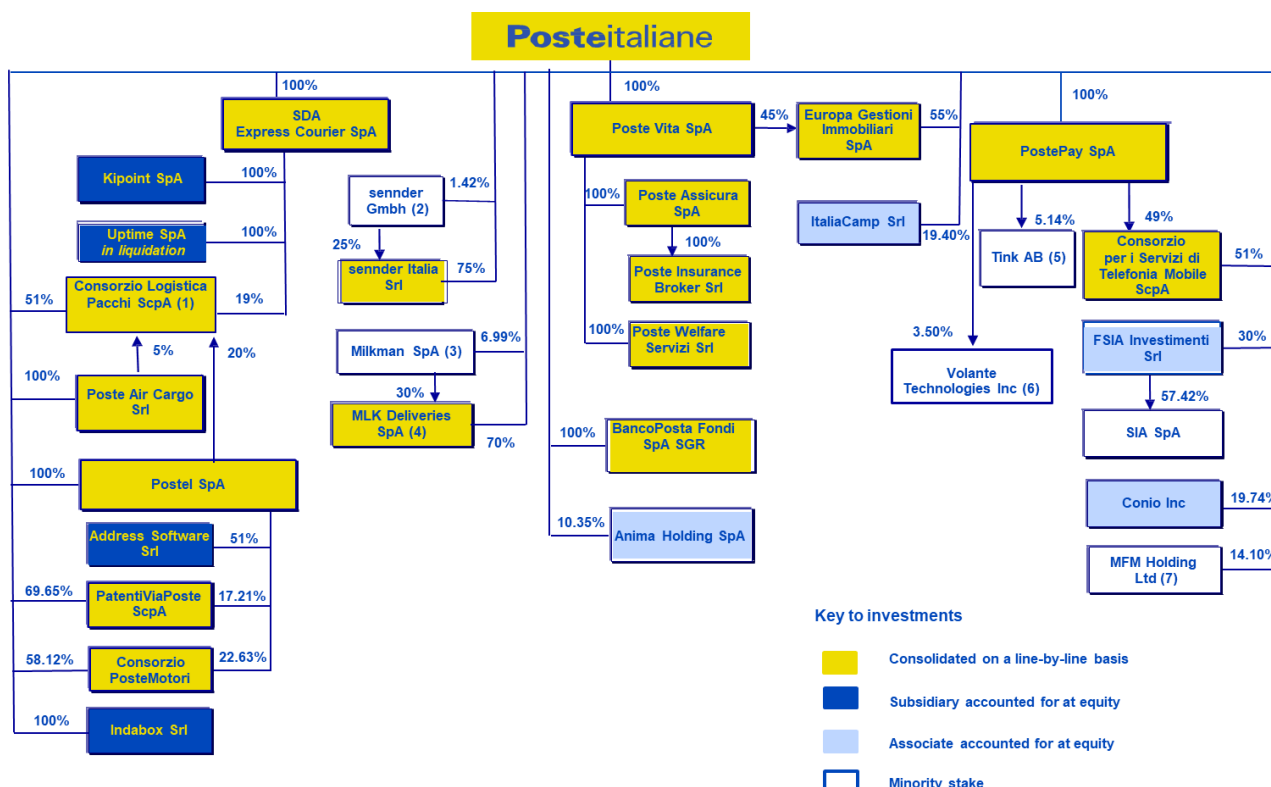 Posteitaliane
100%
SDA
Express Courier SpA
Kipoint SpA
100%
Uptime SpA
in liquidation
100%
Consorzio Logistica
Pacchi ScpA (1)
51%
19%
5%
20%
100%
Poste Air Cargo
Srl
100%
Postel SpA
Address Software
Srl
51%
69.65%
PatentiViaPoste
ScpA
17.21%
58.12%
Consorzio
PosteMotori
22.63%
100%
Indabox Srl
sennder
Gmbh (2)
1.42%
25%
sennder Italia
Srl
75%
Milkman SpA (3)
6.99%
30%
MLK Deliveries
SpA (4)
70%
100%
Poste Vita SpA
45%
Europa Gestioni
Immobiliari
SpA
55%
100%
Poste Assicura
SpA
100%
Poste Insurance
Broker Srl
100%
Poste Welfare
Servizi Srl
ItaliaCamp Srl
19.40%
100%
BancoPosta Fondi
SpA SGR
10.35%
Anima Holding SpA
100%
PostePay SpA
5.14%
Tink AB (5)
49%
Consorzio
per i Servizi di
Telefonia Mobile
ScpA
51%
3.50%
Volante
Technologies Inc (6)
FSIA Investimenti
Srl
30%
57.42%
SIA SpA
Conio Inc
19.74%
MFM Holding
Ltd (7)
14.10%
Key to investments
Consolidated on a line-by-line basis
Subsidiary accounted for at equity
Associate accounted for at equity
Minority stake